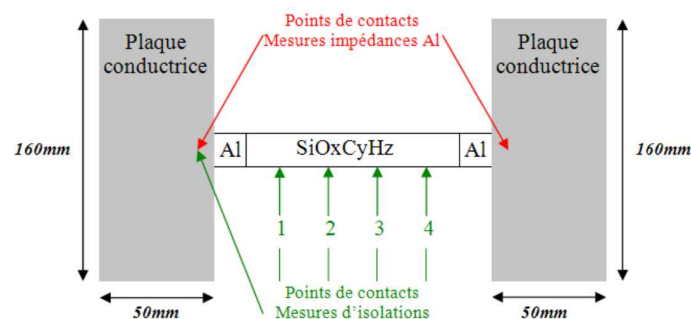 Points de contacts
Mesures impédances Al
Plaque
conductrice
Plaque
conductrice
160mm
Al
SiOxCyHz
Al
160mm
1
2
3
4
50mm
Points de contacts
Mesures d'isolations
50mm